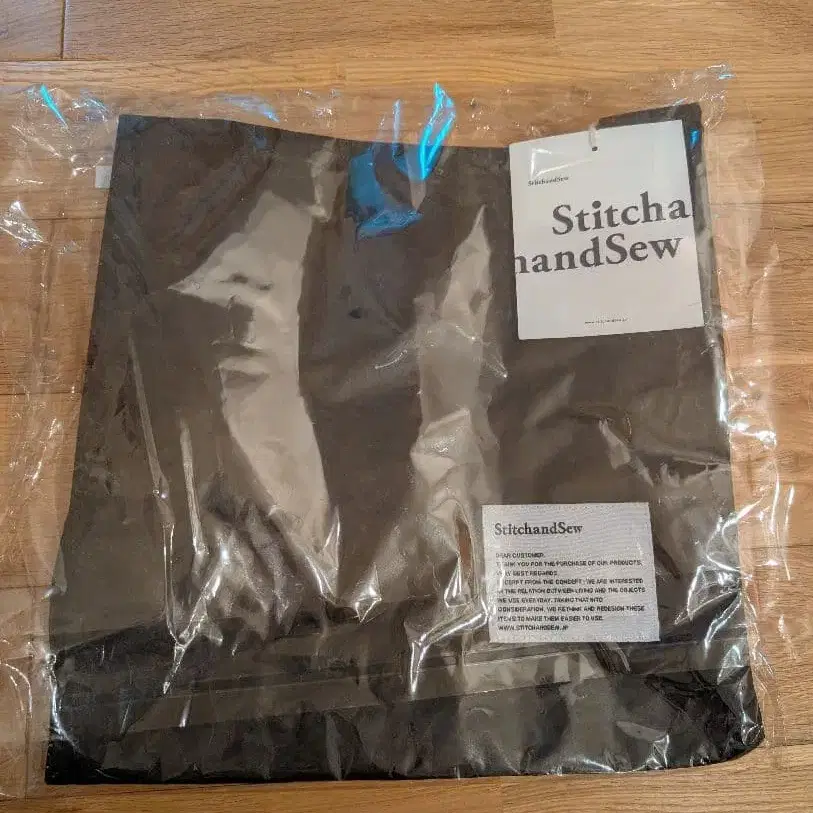 StitchandSew
Stitcha
handSew
StitchandSew
DEAR CUSTOMER,
THANK YOU FOR THE PURCHASE OF OUR PRODUCTS.
VERY BEST REGARDS
EXCERPT FROM THE CONCEPT; WE ARE INTERESTED
IN THE RELATION BETWEEN LIVING AND THE OBJECTS
WE USE EVERYDAY. TAKING THAT INTO
CONSIDERATION, WE RETHINK AND REDESIGN THESE
ITEMS TO MAKE THEM EASIER TO USE.
WWW.STITCHANDSEW.JP